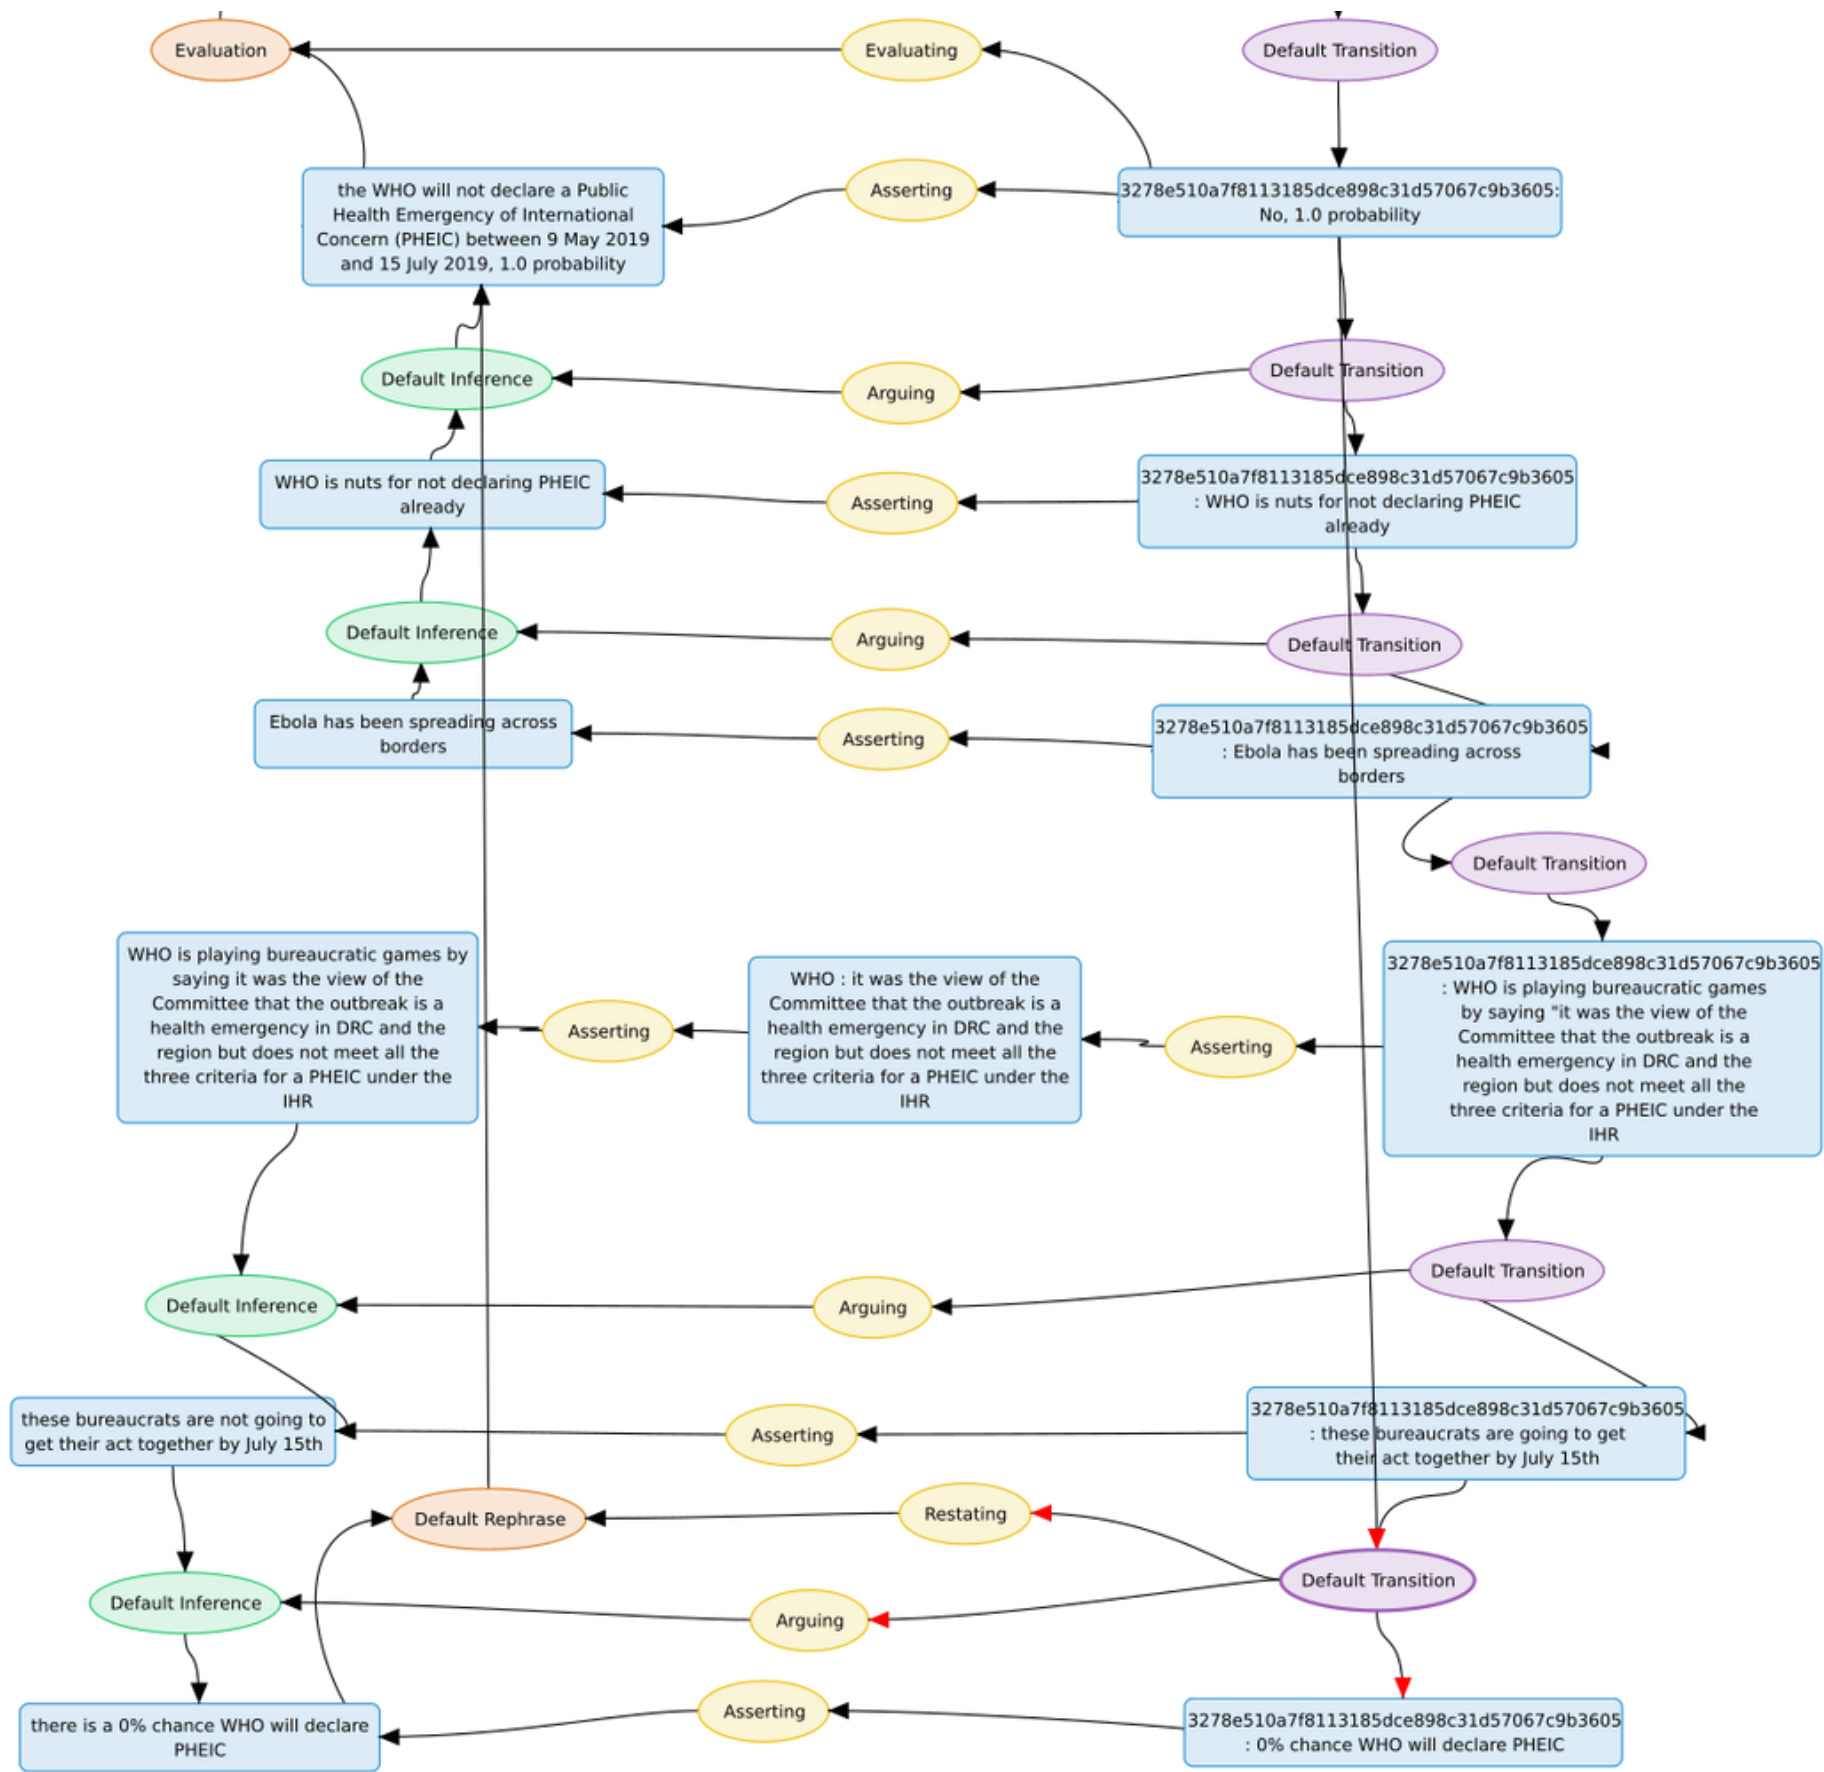 Evaluation
Evaluating
Default Transition
the WHO will not declare a Public
Health Emergency of International
Concern (PHEIC) between 9 May 2019
and 15 July 2019, 1.0 probability
Asserting
3278e510a7f8113185dce898c31d57067c9b3605:
No, 1.0 probability
Default Inference
Arguing
Default Transition
WHO is nuts for not declaring PHEIC
already
Asserting
3278e510a7f8113185dce898c31d57067c9b3605
: WHO is nuts for not declaring PHEIC
already
Default Inference
Arguing
Default Transition
Ebola has been spreading across
borders
Asserting
3278e510a7f8113185dce898c31d57067c9b3605
: Ebola has been spreading across
borders
Default Transition
WHO is playing bureaucratic games by
saying it was the view of the
Committee that the outbreak is a
health emergency in DRC and the
region but does not meet all the
three criteria for a PHEIC under the
IHR
Asserting
WHO : it was the view of the
Committee that the outbreak is a
health emergency in DRC and the
region but does not meet all the
three criteria for a PHEIC under the
IHR
Asserting
3278e510a7f8113185dce898c31d57067c9b3605
: WHO is playing bureaucratic games
by saying "it was the view of the
Committee that the outbreak is a
health emergency in DRC and the
region but does not meet all the
three criteria for a PHEIC under the
IHR
Default Inference
Arguing
Default Transition
these bureaucrats are not going to
get their act together by July 15th
Asserting
3278e510a7f8113185dce898c31d57067c9b3605
: these bureaucrats are going to get
their act together by July 15th
Default Rephrase
Restating
Default Transition
Default Inference
Arguing
there is a 0% chance WHO will declare
PHEIC
Asserting
3278e510a7f8113185dce898c31d57067c9b3605
: 0% chance WHO will declare PHEIC